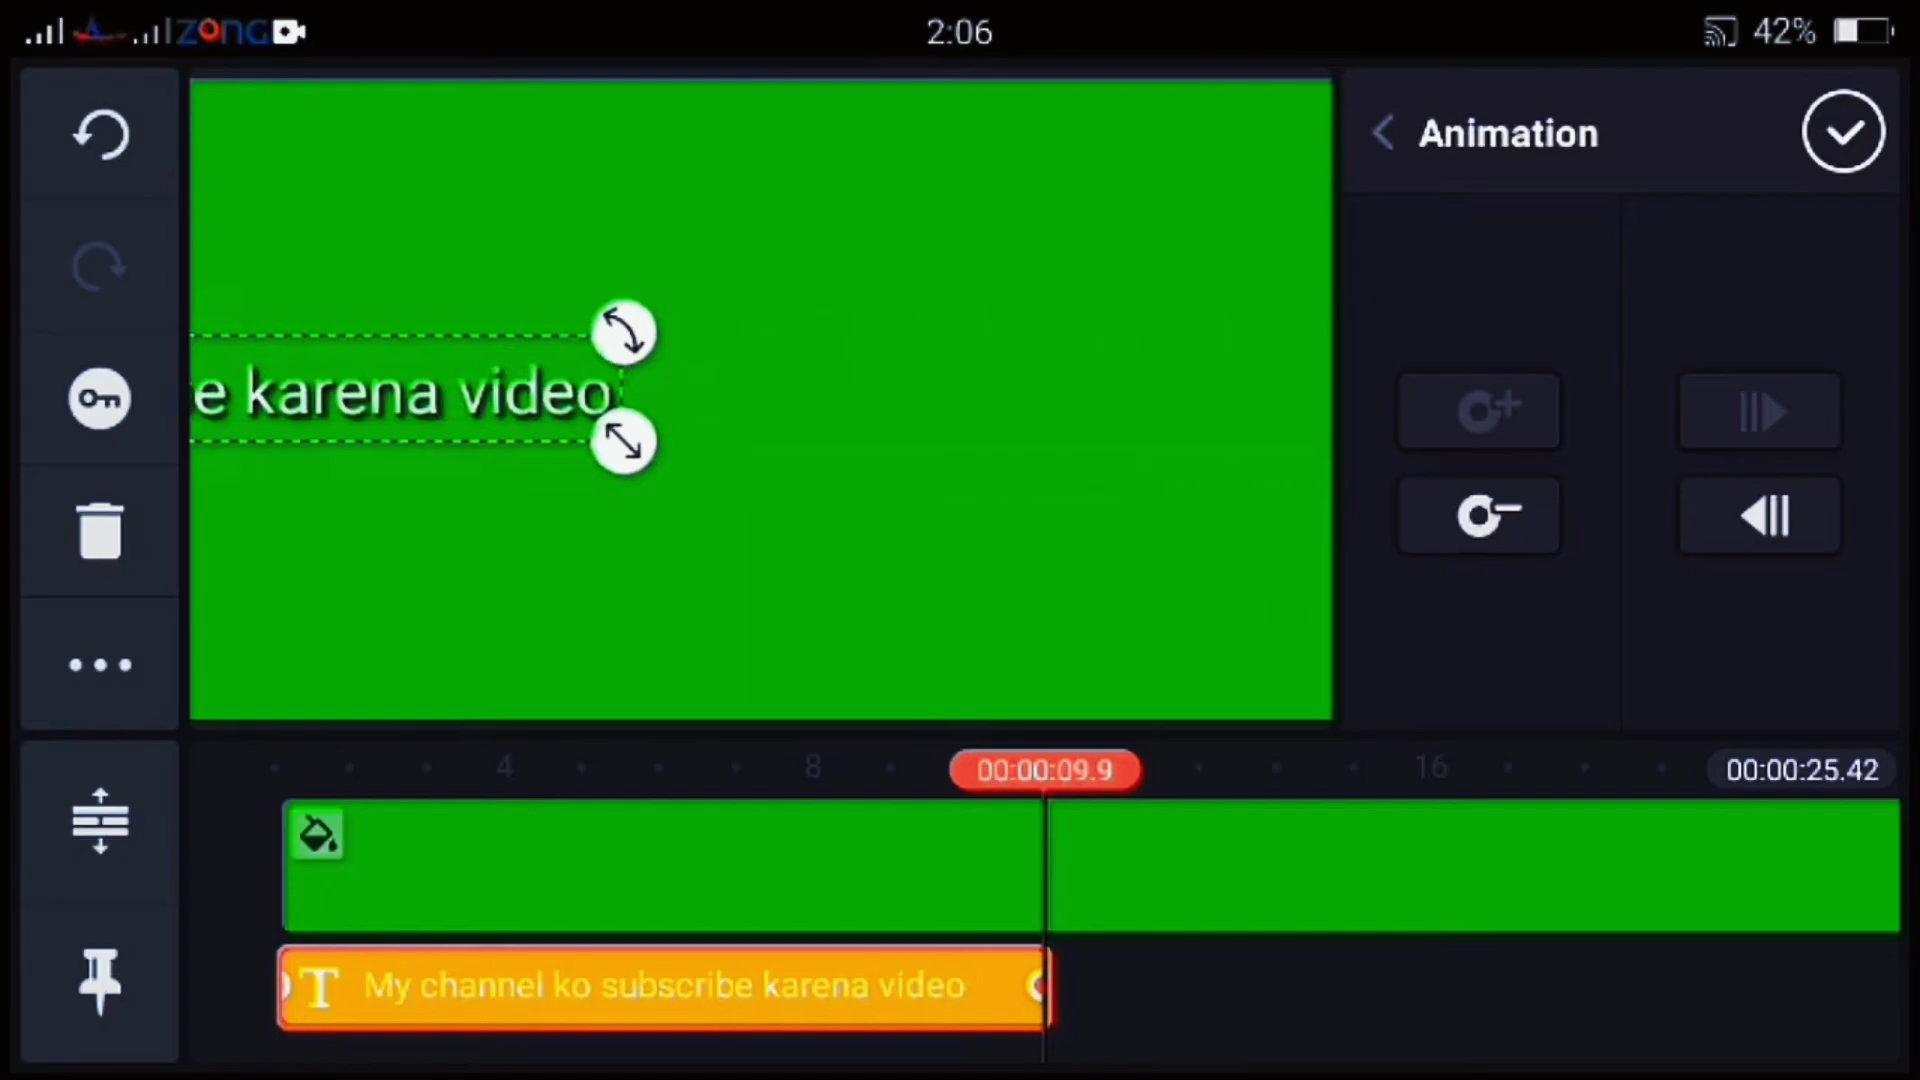 ZONG
2:06
42%
Animation
e karena video
4
8
00:00:09.9
16
00:00:25.42
T My channel ko subscribe karena video